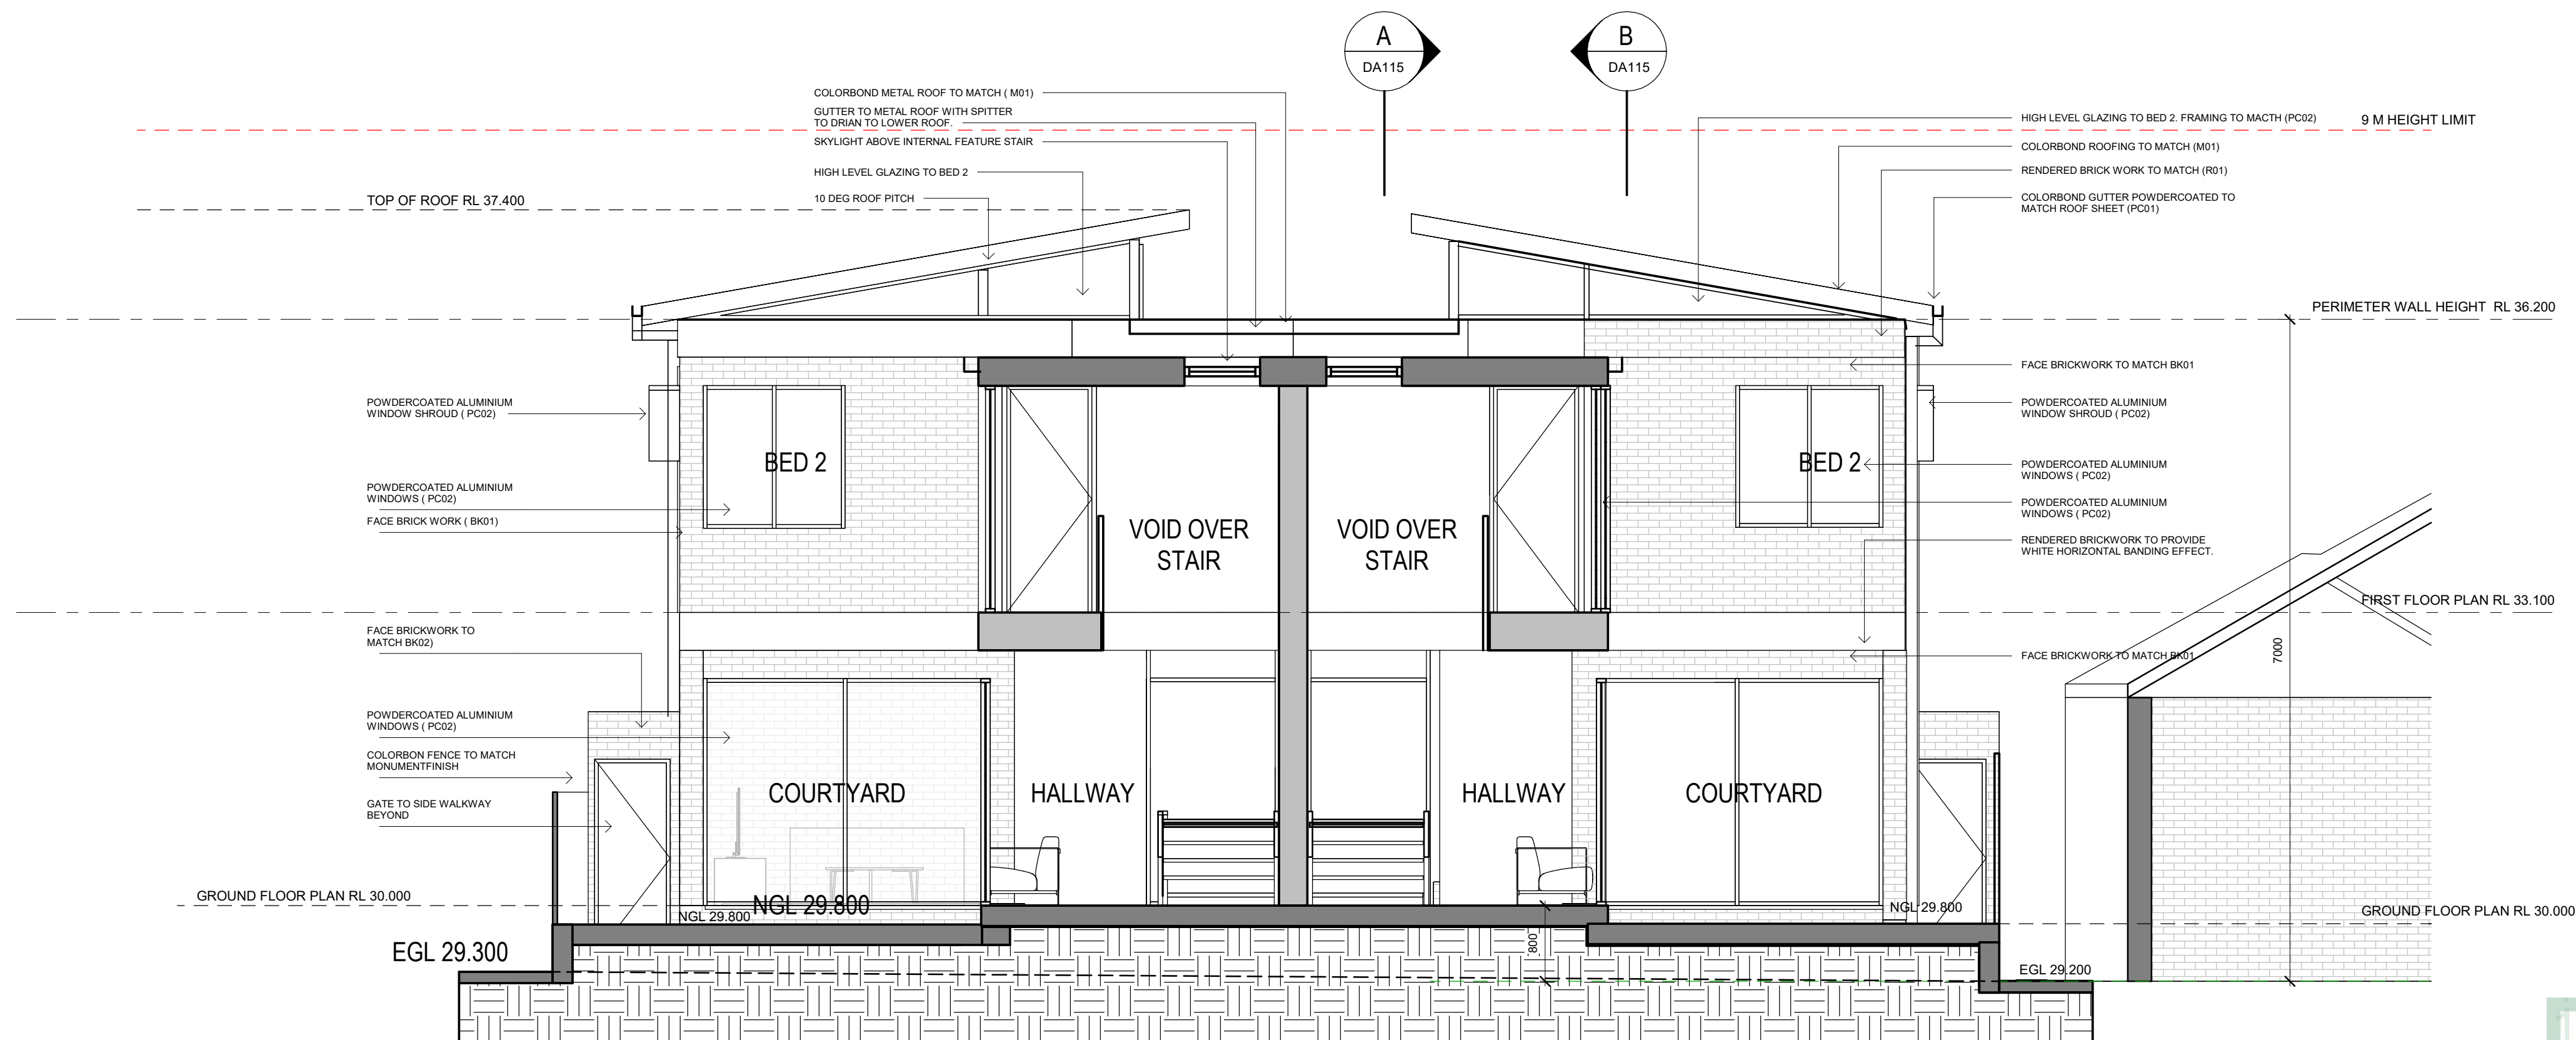 A
DA115
B
DA115
COLORBOND METAL ROOF TO MATCH ( M01)
GUTTER TO METAL ROOF WITH SPITTER
TO DRIAN TO LOWER ROOF.
SKYLIGHT ABOVE INTERNAL FEATURE STAIR
HIGH LEVEL GLAZING TO BED 2
10 DEG ROOF PITCH
TOP OF ROOF RL 37.400
HIGH LEVEL GLAZING TO BED 2. FRAMING TO MACTH (PC02)
9 M HEIGHT LIMIT
COLORBOND ROOFING TO MATCH (M01)
RENDERED BRICK WORK TO MATCH (R01)
COLORBOND GUTTER POWDERCOATED TO
MATCH ROOF SHEET (PC01)
PERIMETER WALL HEIGHT RL 36.200
POWDERCOATED ALUMINIUM
WINDOW SHROUD ( PC02)
POWDERCOATED ALUMINIUM
WINDOWS ( PC02)
FACE BRICK WORK ( BK01)
FACE BRICKWORK TO
MATCH BK02)
POWDERCOATED ALUMINIUM
WINDOWS ( PC02)
COLORBON FENCE TO MATCH
MONUMENTFINISH
GATE TO SIDE WALKWAY
BEYOND
GROUND FLOOR PLAN RL 30.000
EGL 29.300
BED 2
VOID OVER
STAIR
VOID OVER
STAIR
BED 2
COURTYARD
HALLWAY
HALLWAY
COURTYARD
NGL 29.800
NGL 29.800
NGL 29.800
800
FACE BRICKWORK TO MATCH BK01
POWDERCOATED ALUMINIUM
WINDOW SHROUD ( PC02)
POWDERCOATED ALUMINIUM
WINDOWS ( PC02)
POWDERCOATED ALUMINIUM
WINDOWS ( PC02)
RENDERED BRICKWORK TO PROVIDE
WHITE HORIZONTAL BANDING EFFECT.
FIRST FLOOR PLAN RL 33.100
7000
FACE BRICKWORK TO MATCH BK01
GROUND FLOOR PLAN RL 30.000
EGL 29.200